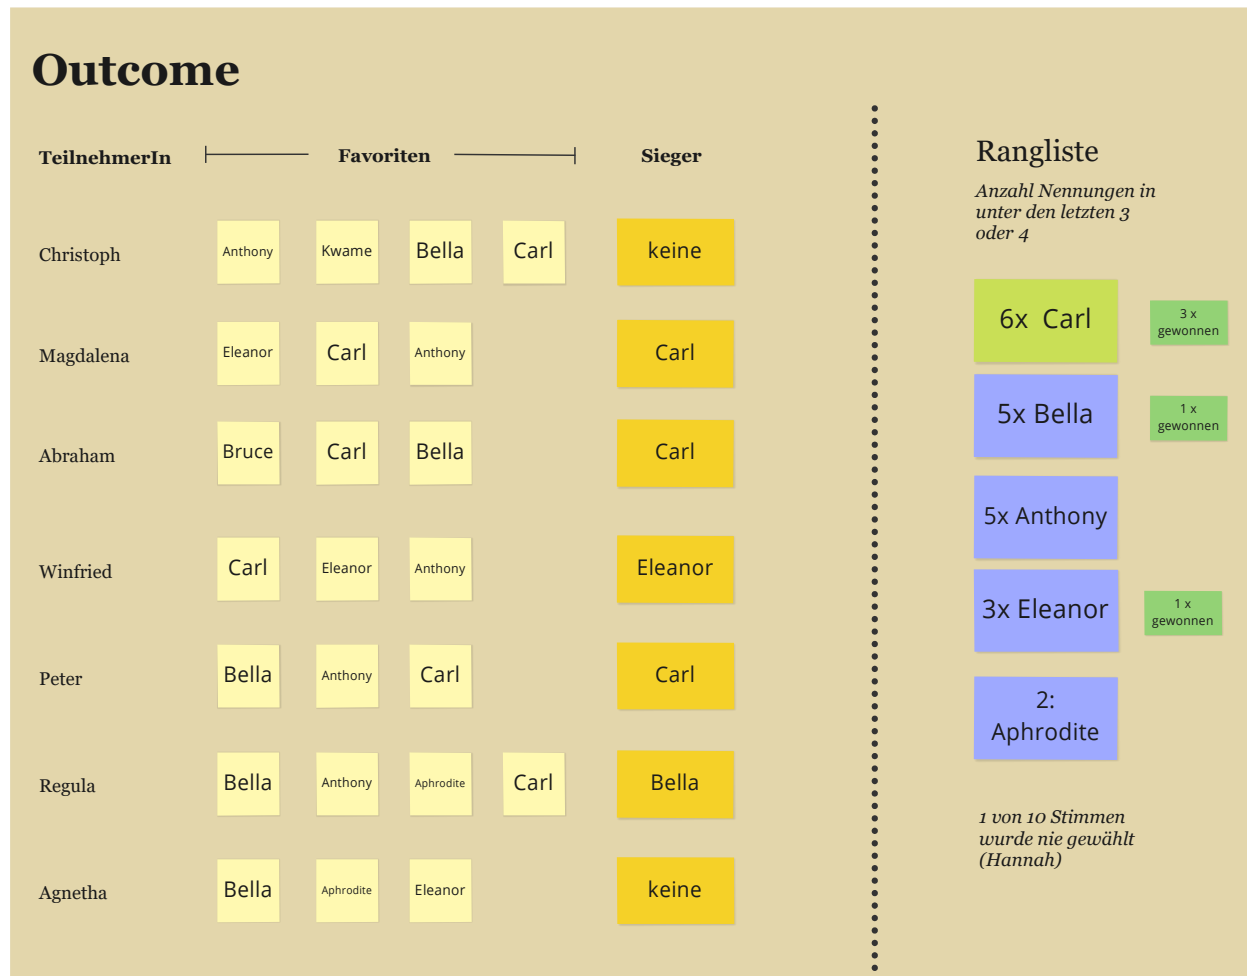 Outcome
TeilnehmerIn Favoriten Sieger
Christoph Anthony Kwame Bella Carl keine
Magdalena Eleanor Carl Anthony Carl
Abraham Bruce Carl Bella Carl
Winfried Carl Eleanor Anthony Eleanor
Peter Bella Anthony Carl Carl
Regula Bella Anthony Aphrodite Carl Bella
Agnetha Bella Aphrodite Eleanor keine
Rangliste
Anzahl Nennungen in
unter den letzten 3
oder 4
6x Carl
3 x
gewonnen
5x Bella
1 x
gewonnen
5x Anthony
3x Eleanor
1 x
gewonnen
2:
Aphrodite
1 von 10 Stimmen
wurde nie gewählt
(Hannah)